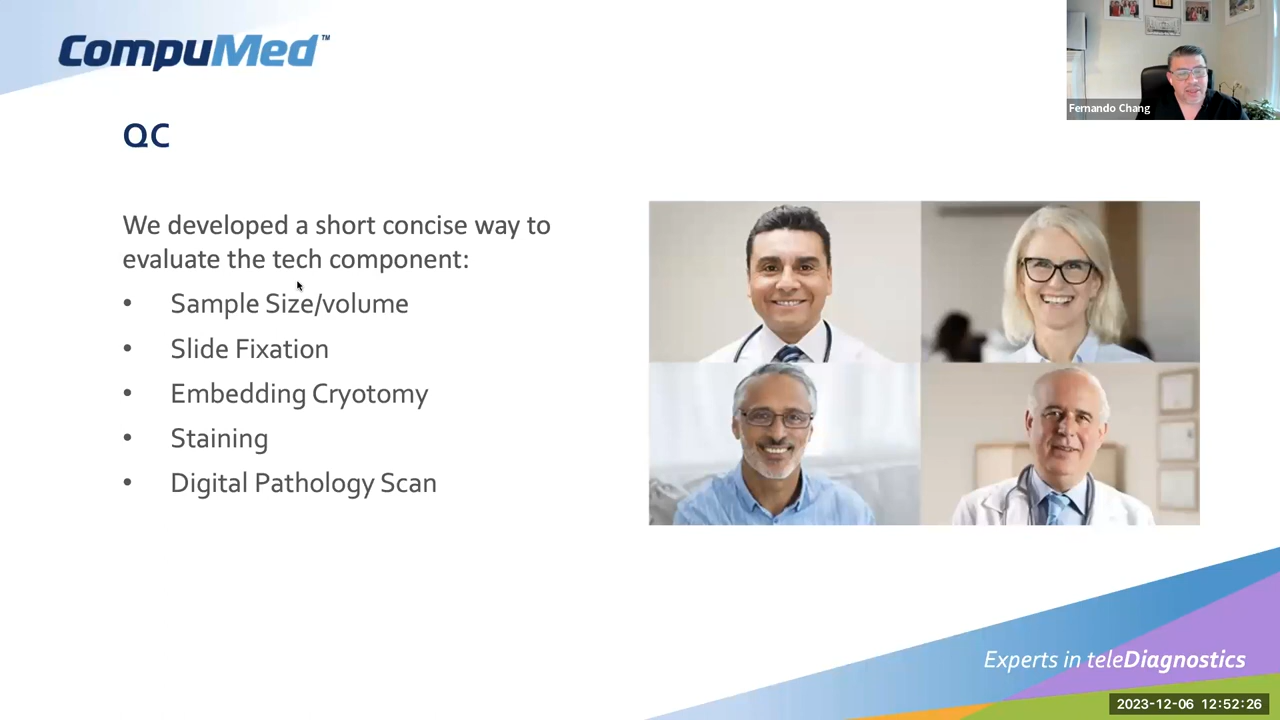 CompuMed™
Fernando Chang
QC
We developed a short concise way to
evaluate the tech component:
• Sample Size/volume
• Slide Fixation
• Embedding Cryotomy
• Staining
• Digital Pathology Scan
Experts in teleDiagnostics
2023-12-06 12:52:26